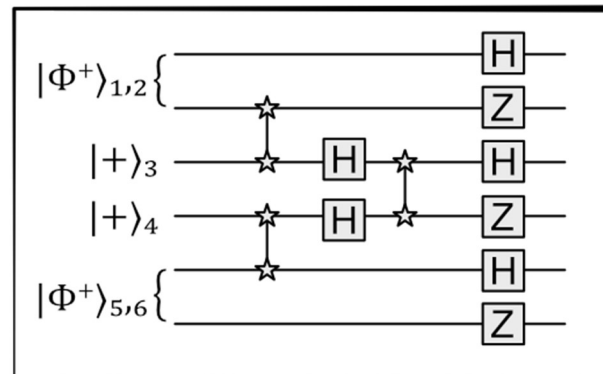 |Φ⁺⟩₁,₂ { H
Z
|+⟩₃ H H
|+⟩₄ H Z
|Φ⁺⟩₅,₆ { H
Z